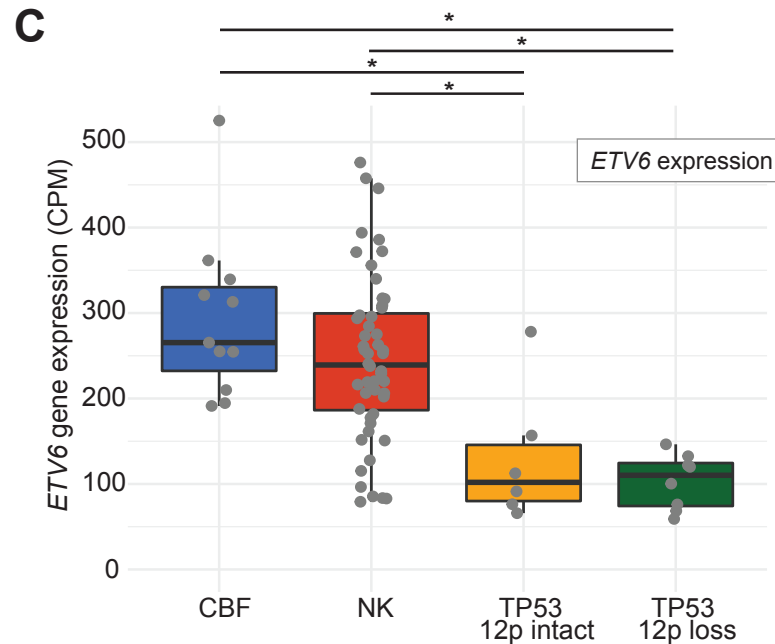 C
*
*
*
*
ETV6 expression
ETV6 gene expression (CPM)
500
400
300
200
100
0
CBF
NK
TP53
12p intact
TP53
12p loss